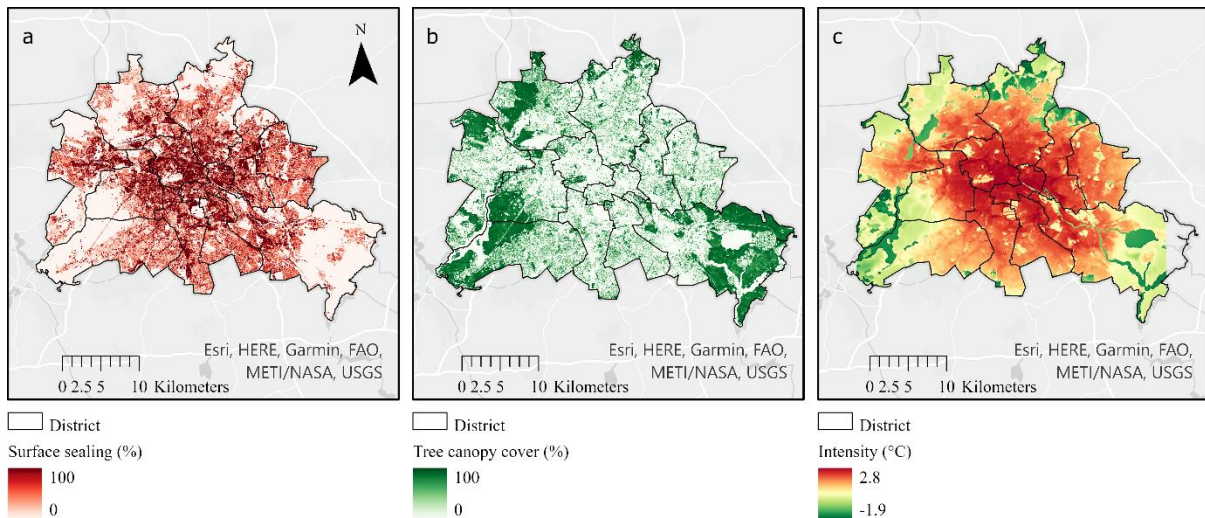 a
N
Esri, HERE, Garmin, FAO,
METI/NASA, USGS
0 2.5 5 10 Kilometers
District
Surface sealing (%)
100
0
b
Esri, HERE, Garmin, FAO,
METI/NASA, USGS
0 2.5 5 10 Kilometers
District
Tree canopy cover (%)
100
0
c
Esri, HERE, Garmin, FAO,
METI/NASA, USGS
0 2.5 5 10 Kilometers
District
Intensity (°C)
2.8
-1.9